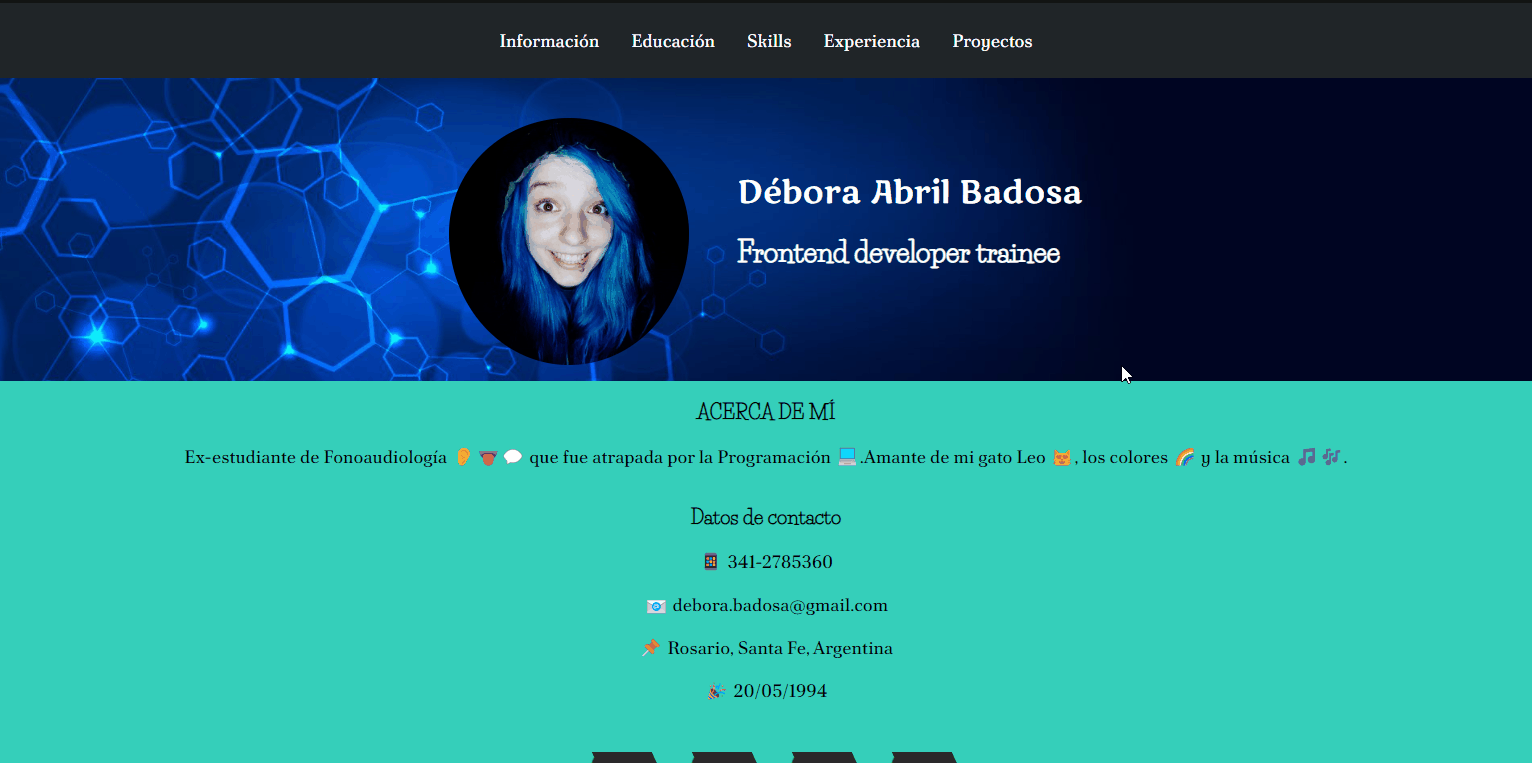 Información Educación Skills Experiencia Proyectos
Débora Abril Badosa
Frontend developer trainee
ACERCA DE MÍ
Ex-estudiante de Fonoaudiología 👂👅💬 que fue atrapada por la Programación 💻.Amante de mi gato Leo 😻, los colores 🌈 y la música 🎵🎶.
Datos de contacto
📱 341-2785360
📧 debora.badosa@gmail.com
📌 Rosario, Santa Fe, Argentina
🎉 20/05/1994